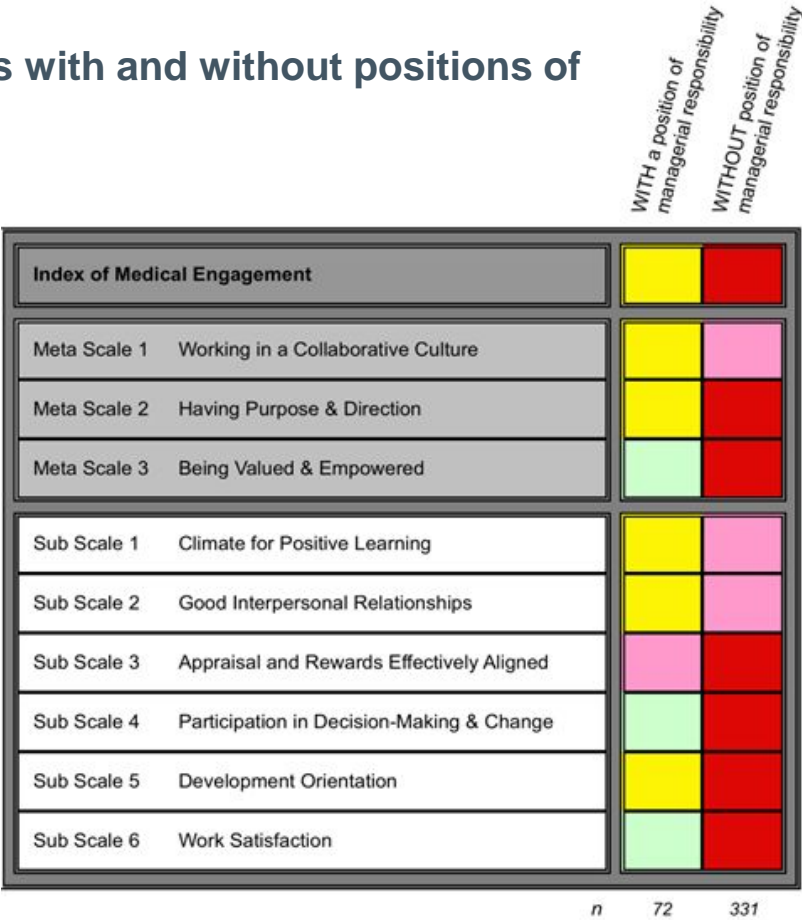 s with and without positions of
WITH a position of
managerial responsibility
WITHOUT position of
managerial responsibility
Index of Medical Engagement
Meta Scale 1 Working in a Collaborative Culture
Meta Scale 2 Having Purpose & Direction
Meta Scale 3 Being Valued & Empowered
Sub Scale 1 Climate for Positive Learning
Sub Scale 2 Good Interpersonal Relationships
Sub Scale 3 Appraisal and Rewards Effectively Aligned
Sub Scale 4 Participation in Decision-Making & Change
Sub Scale 5 Development Orientation
Sub Scale 6 Work Satisfaction
n 72 331